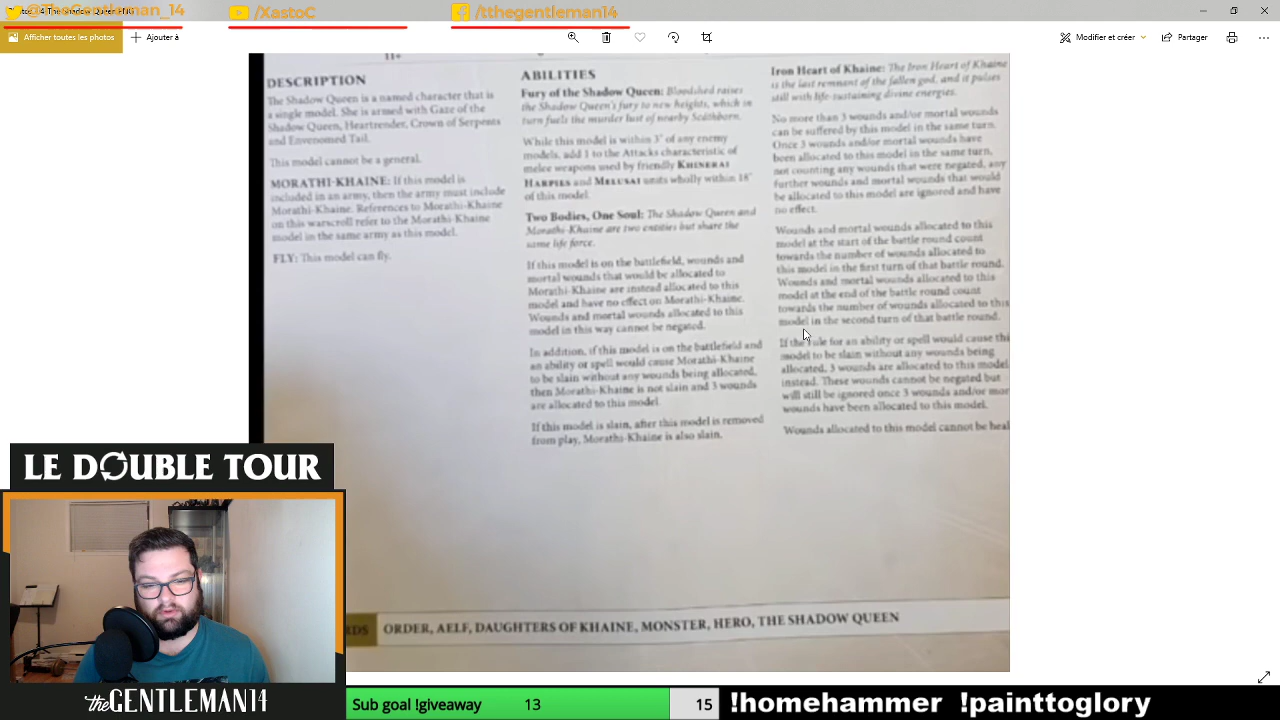 @TheGentleman_14
/XastoC
/tthegentleman14
Afficher toutes les photos
Ajouter à
Modifier et créer
Partager
11+
DESCRIPTION
The Shadow Queen is a named character that is
a single model. She is armed with Gaze of the
Shadow Queen, Heartrender, Crown of Serpents
and Envenomed Tail.
This model cannot be a general.
MORATHI-KHAINE: If this model is
included in an army, then the army must include
Morathi-Khaine. References to Morathi-Khaine
on this warscroll refer to the Morathi-Khaine
model in the same army as this model.
FLY: This model can fly.
ABILITIES
Fury of the Shadow Queen: Bloodshed raises
the Shadow Queen's fury to new heights, which in
turn fuels the murder lust of nearby Scáthborn.
While this model is within 3" of any enemy
models, add 1 to the Attacks characteristic of
melee weapons used by friendly KHINERAI
HARPIES and MELUSAI units wholly within 18"
of this model.
Two Bodies, One Soul: The Shadow Queen and
Morathi-Khaine are two entities but share the
same life force.
If this model is on the battlefield, wounds and
mortal wounds that would be allocated to
Morathi-Khaine are instead allocated to this
model and have no effect on Morathi-Khaine.
Wounds and mortal wounds allocated to this
model in this way cannot be negated.
In addition, if this model is on the battlefield and
an ability or spell would cause Morathi-Khaine
to be slain without any wounds being allocated,
then Morathi-Khaine is not slain and 3 wounds
are allocated to this model.
If this model is slain, after this model is removed
from play, Morathi-Khaine is also slain.
Iron Heart of Khaine: The Iron Heart of Khaine
is the last remnant of the fallen god, and it pulses
still with life-sustaining divine energies.
No more than 3 wounds and/or mortal wounds
can be suffered by this model in the same turn.
Once 3 wounds and/or mortal wounds have
been allocated to this model in the same turn,
not counting any wounds that were negated, any
further wounds and mortal wounds that would
be allocated to this model are ignored and have
no effect.
Wounds and mortal wounds allocated to this
model at the start of the battle round count
towards the number of wounds allocated to
this model in the first turn of that battle round.
Wounds and mortal wounds allocated to this
model at the end of the battle round count
towards the number of wounds allocated to this
model in the second turn of that battle round.
If the rule for an ability or spell would cause thi
model to be slain without any wounds being
allocated, 3 wounds are allocated to this model
instead. These wounds cannot be negated but
will still be ignored once 3 wounds and/or mor
wounds have been allocated to this model.
Wounds allocated to this model cannot be heal
ORDER, AELF, DAUGHTERS OF KHAINE, MONSTER, HERO, THE SHADOW QUEEN
LE DOUBLE TOUR
theGENTLEMAN14
Sub goal !giveaway 13 15 !homehammer !painttoglory